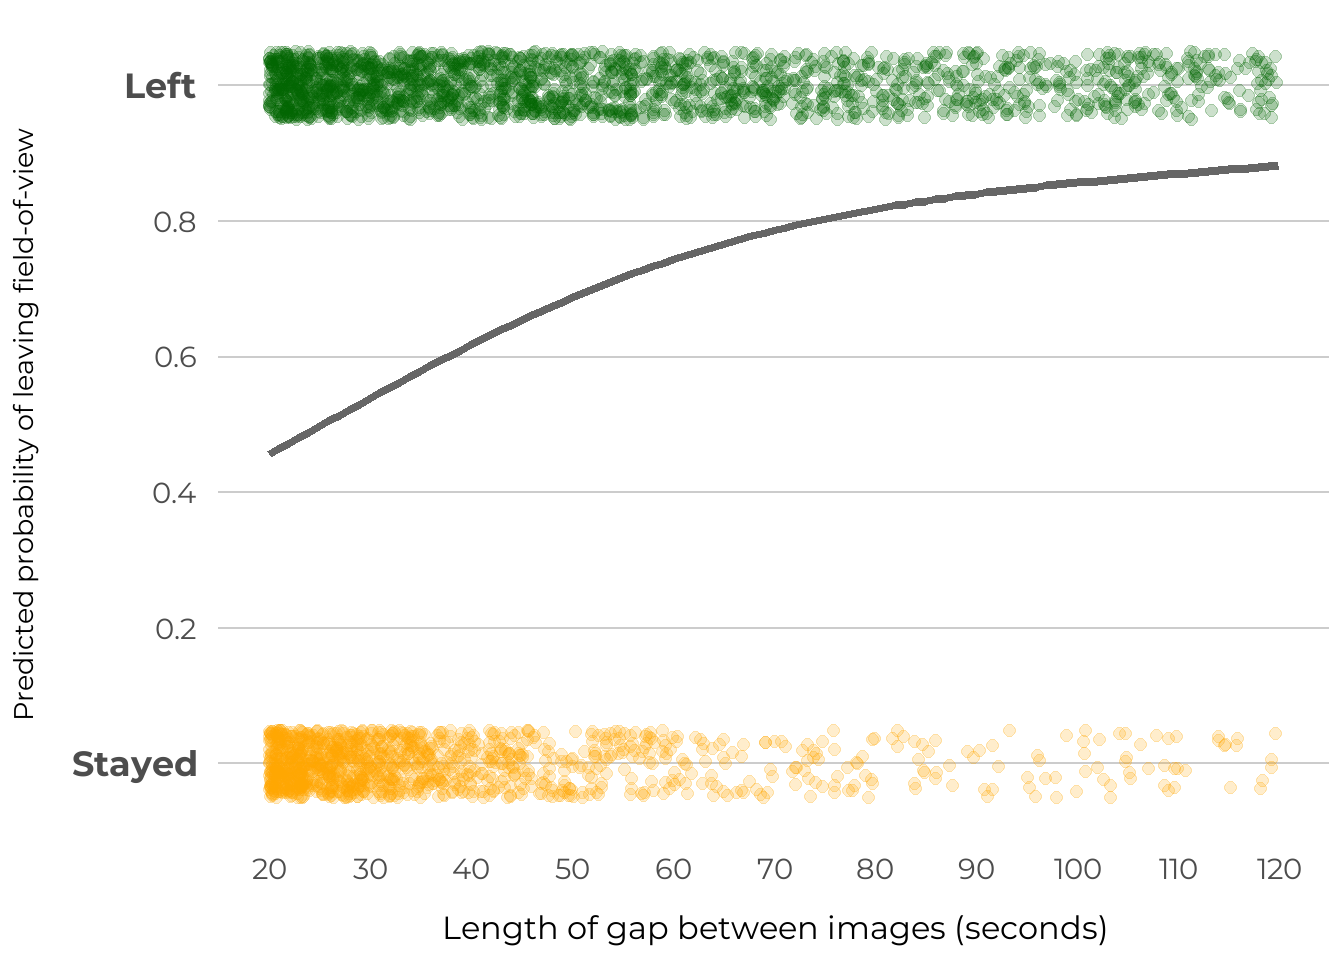 Predicted probability of leaving field-of-view
Left
0.8
0.6
0.4
0.2
Stayed
20 30 40 50 60 70 80 90 100 110 120
Length of gap between images (seconds)